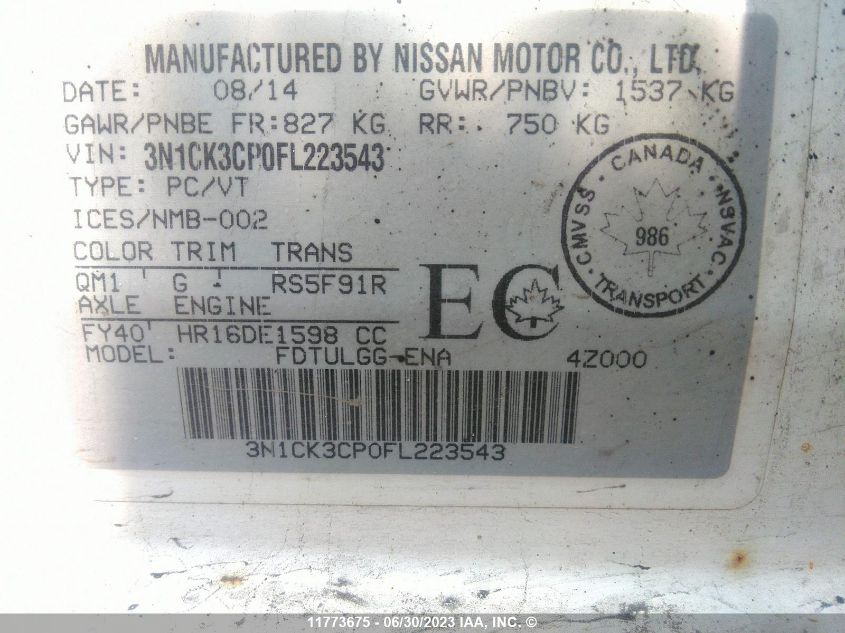 MANUFACTURED BY NISSAN MOTOR CO., LTD.
DATE: 08/14 GVWR/PNBV: 1537 KG
GAWR/PNBE FR:827 KG RR: 750 KG
VIN: 3N1CK3CP0FL223543
TYPE: PC/VT
ICES/NMB-002
COLOR TRIM TRANS
QM1 G RS5F91R
AXLE ENGINE
FY40 HR16DE1598 CC
MODEL: FDTULGG-ENA 4Z000
EC
CANADA
CMVSS
NSVAC
986
TRANSPORT
3N1CK3CP0FL223543
11773675 - 06/30/2023 IAA, INC. ©